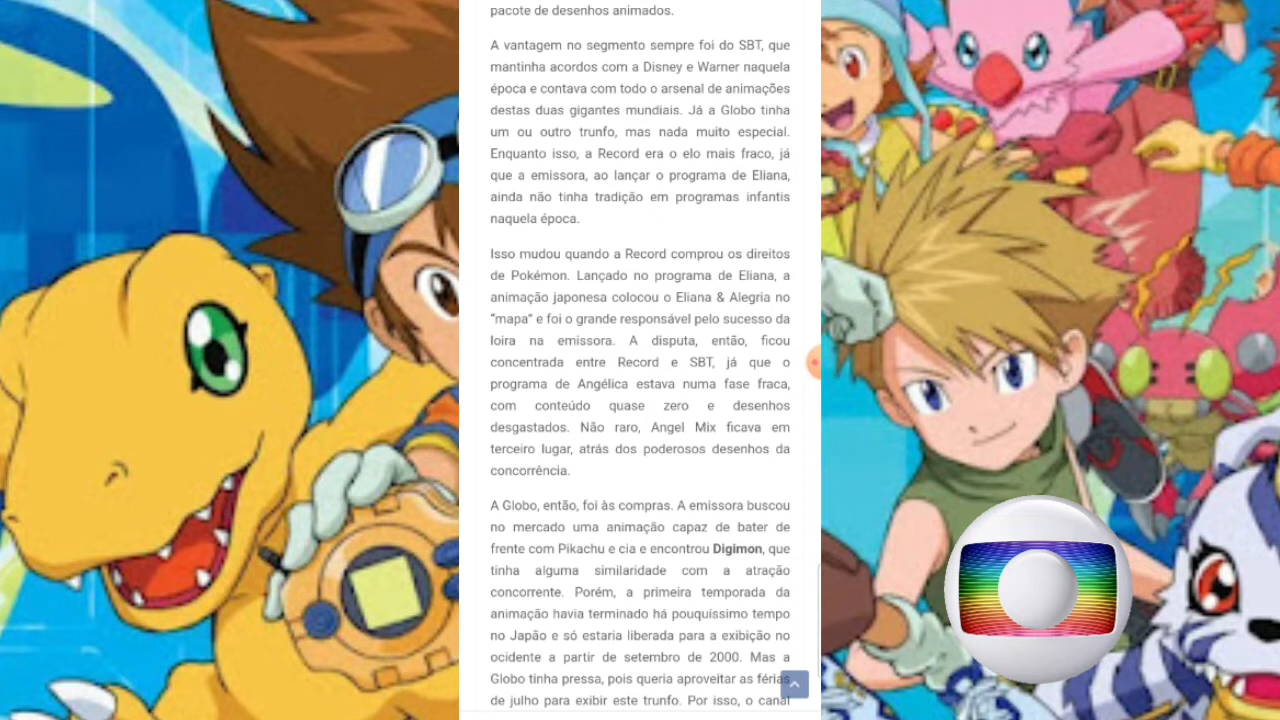 pacote de desenhos animados.
A vantagem no segmento sempre foi do SBT, que
mantinha acordos com a Disney e Warner naquela
época e contava com todo o arsenal de animações
destas duas gigantes mundiais. Já a Globo tinha
um ou outro trunfo, mas nada muito especial.
Enquanto isso, a Record era o elo mais fraco, já
que a emissora, ao lançar o programa de Eliana,
ainda não tinha tradição em programas infantis
naquela época.
Isso mudou quando a Record comprou os direitos
de Pokémon. Lançado no programa de Eliana, a
animação japonesa colocou o Eliana & Alegria no
“mapa” e foi o grande responsável pelo sucesso da
loira na emissora. A disputa, então, ficou
concentrada entre Record e SBT, já que o
programa de Angélica estava numa fase fraca,
com conteúdo quase zero e desenhos
desgastados. Não raro, Angel Mix ficava em
terceiro lugar, atrás dos poderosos desenhos da
concorrência.
A Globo, então, foi às compras. A emissora buscou
no mercado uma animação capaz de bater de
frente com Pikachu e cia e encontrou Digimon, que
tinha alguma similaridade com a atração
concorrente. Porém, a primeira temporada da
animação havia terminado há pouquíssimo tempo
no Japão e só estaria liberada para a exibição no
ocidente a partir de setembro de 2000. Mas a
Globo tinha pressa, pois queria aproveitar as férias
de julho para exibir este trunfo. Por isso, o canal